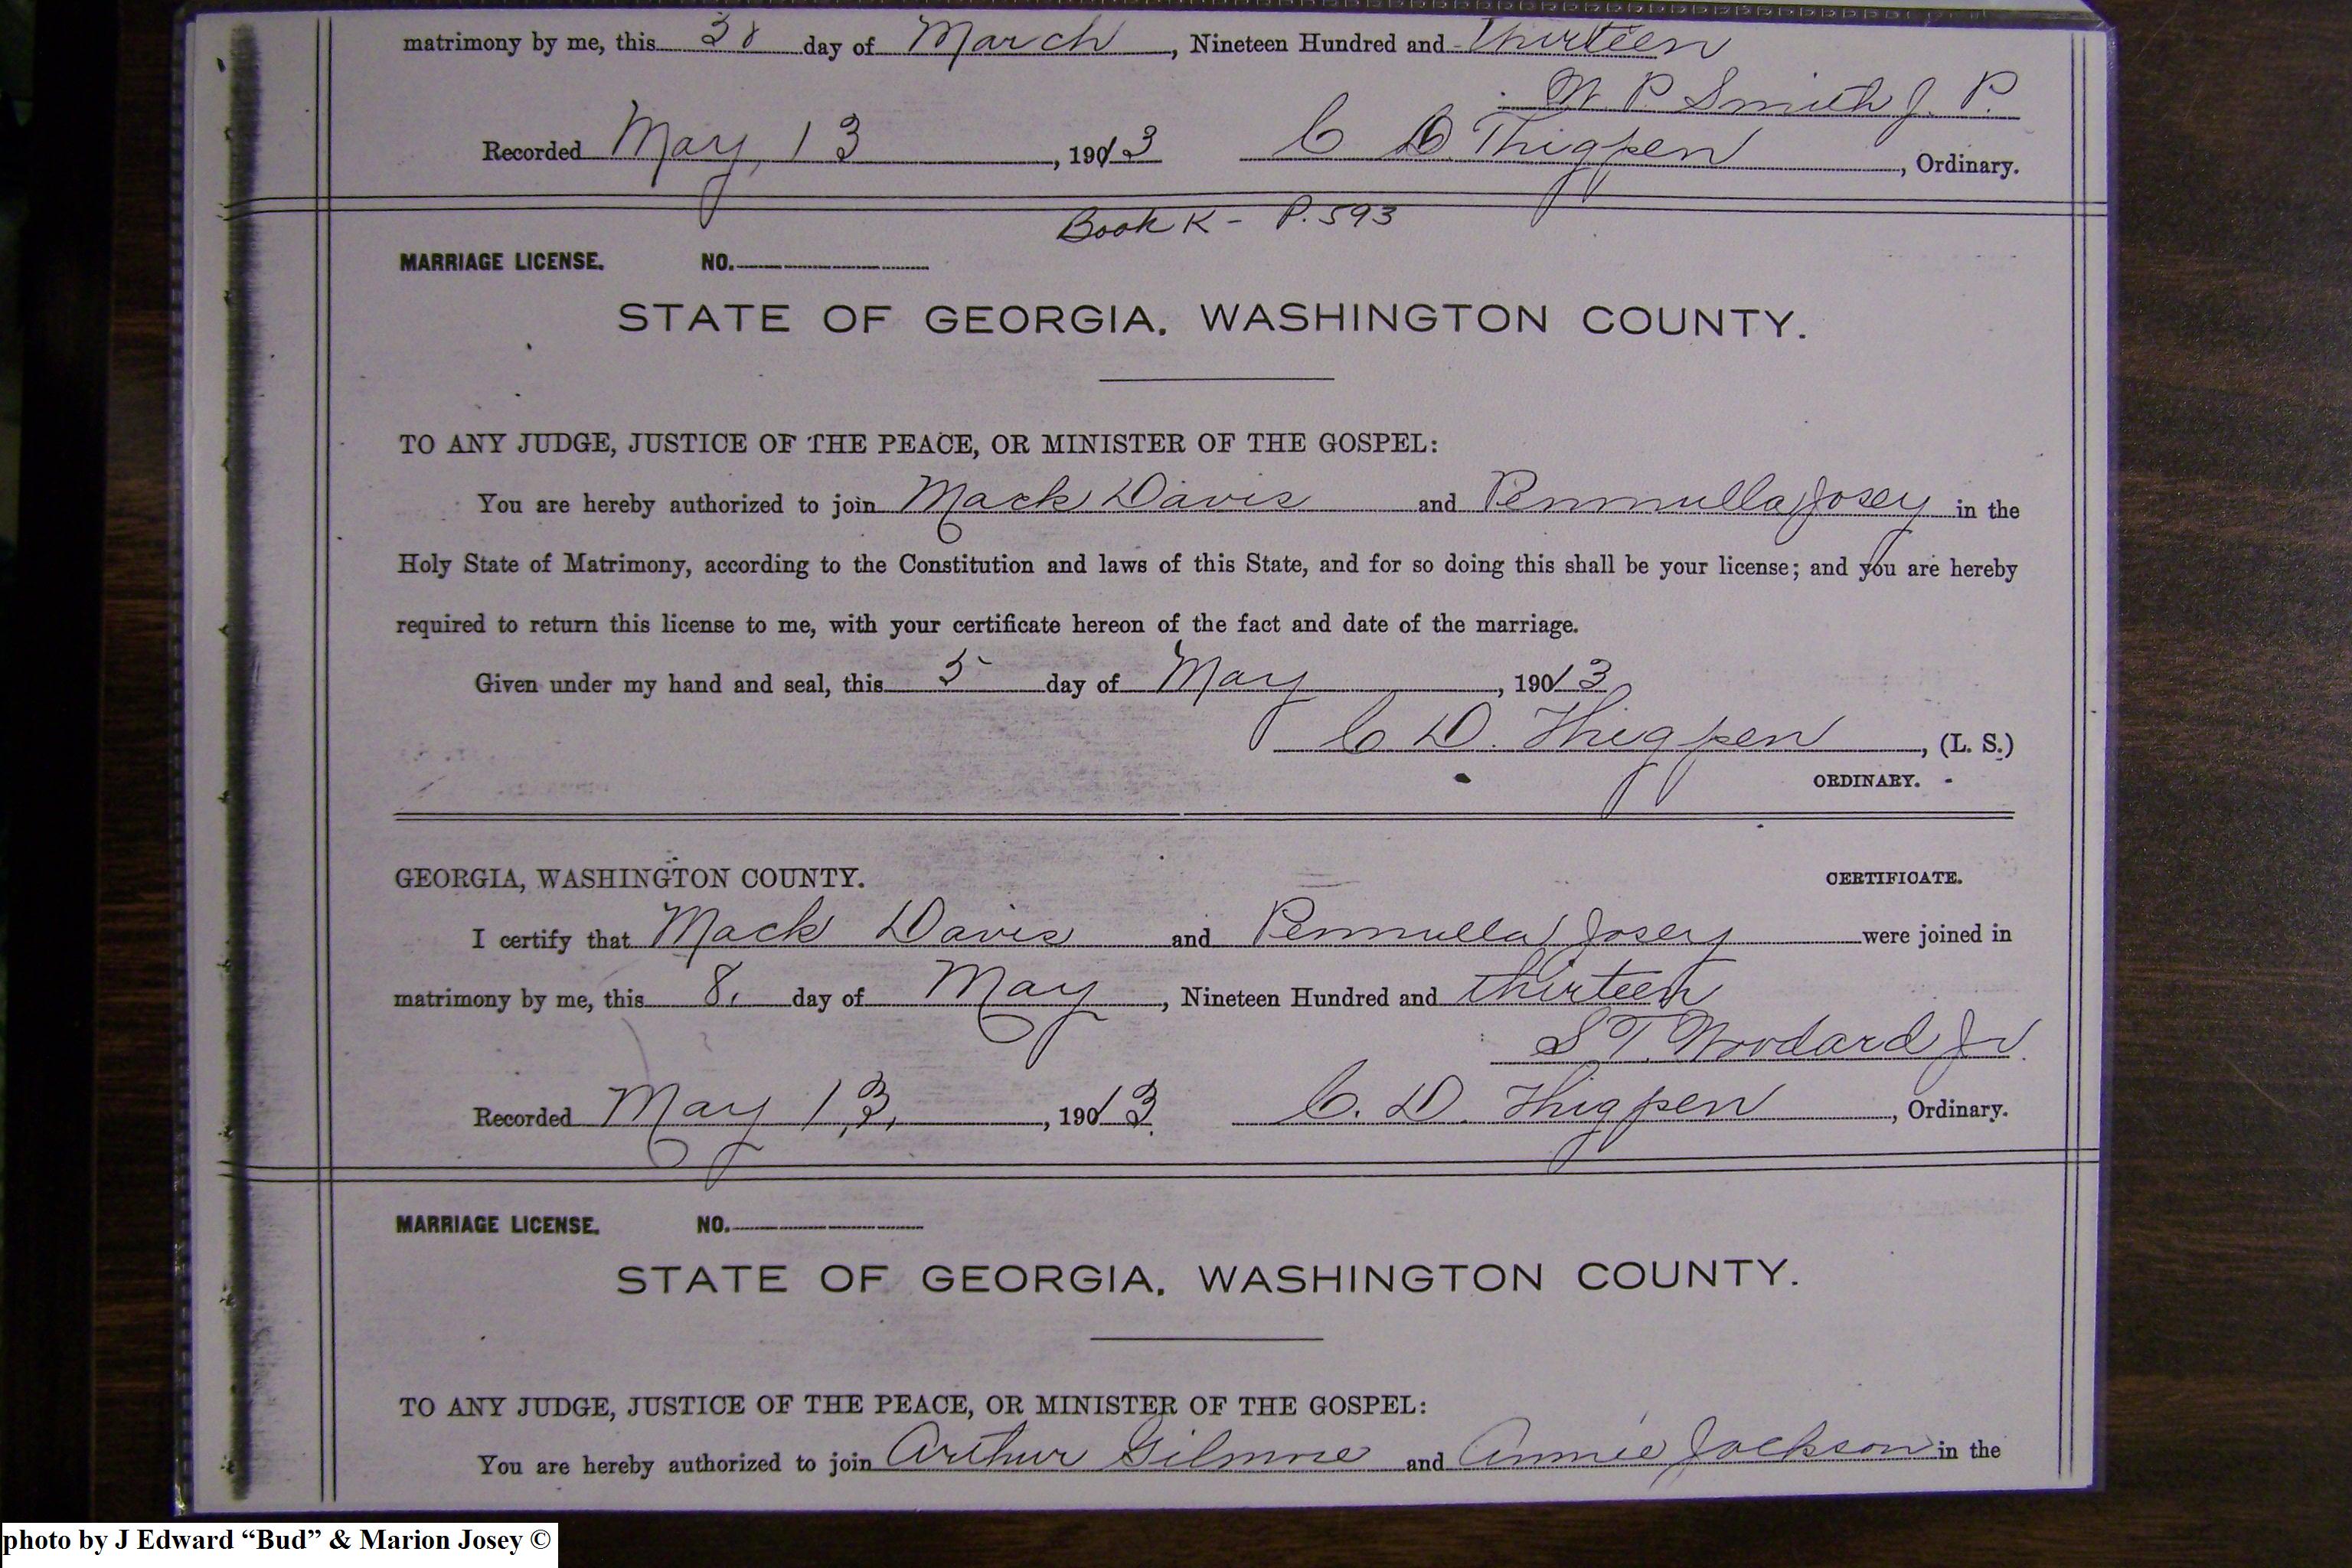 matrimony by me, this 38 day of March, Nineteen Hundred and Thirteen
W. P. Smith J. P.
Recorded May, 13, 1913 C D. Thigpen, Ordinary.
Book K - P. 593
MARRIAGE LICENSE. NO.
STATE OF GEORGIA, WASHINGTON COUNTY.
TO ANY JUDGE, JUSTICE OF THE PEACE, OR MINISTER OF THE GOSPEL:
You are hereby authorized to join Mack Davis and Pennnulla Josey in the
Holy State of Matrimony, according to the Constitution and laws of this State, and for so doing this shall be your license; and you are hereby
required to return this license to me, with your certificate hereon of the fact and date of the marriage.
Given under my hand and seal, this 5 day of May, 19013
C D. Thigpen, (L. S.)
ORDINARY.
GEORGIA, WASHINGTON COUNTY. CERTIFICATE.
I certify that Mack Davis and Pennulla Josey were joined in
matrimony by me, this 8, day of May, Nineteen Hundred and thirteen
S T. Woodard Jr.
Recorded May 13, 19013 C. D. Thigpen, Ordinary.
MARRIAGE LICENSE. NO.
STATE OF GEORGIA, WASHINGTON COUNTY.
TO ANY JUDGE, JUSTICE OF THE PEACE, OR MINISTER OF THE GOSPEL:
You are hereby authorized to join Arthur Gilmore and Annie Jackson in the
photo by J Edward “Bud” & Marion Josey ©